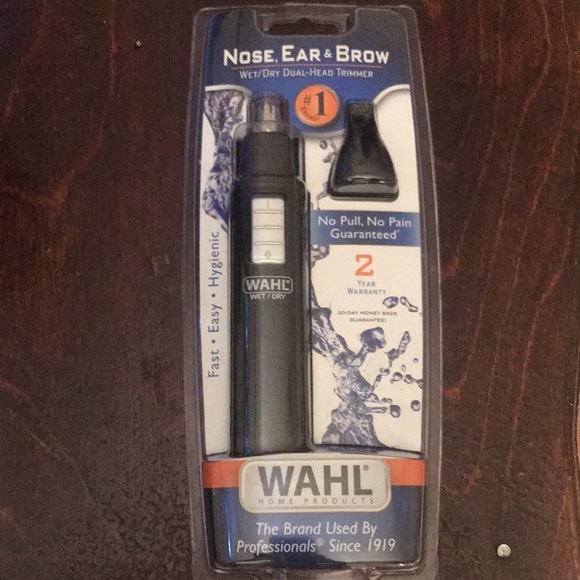 NOSE, EAR & BROW
WET/DRY DUAL-HEAD TRIMMER
#1
No Pull, No Pain
Guaranteed*
2
YEAR
WARRANTY
30-DAY MONEY BACK
GUARANTEE!
Fast • Easy • Hygienic
WAHL
WET / DRY
WAHL®
HOME PRODUCTS
The Brand Used By
Professionals® Since 1919